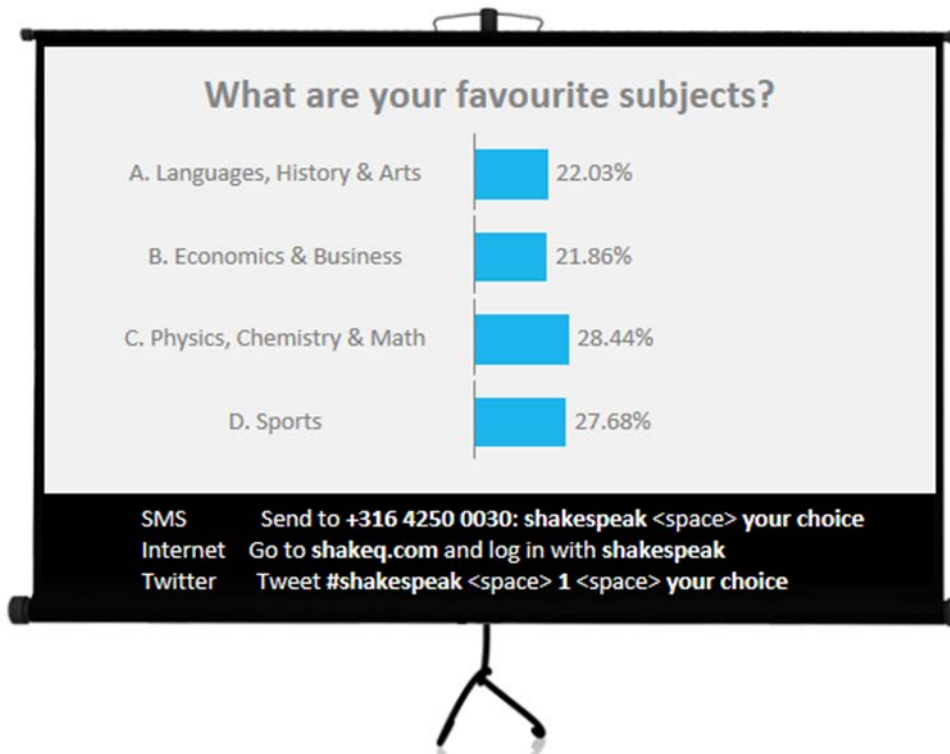 What are your favourite subjects?
A. Languages, History & Arts 22.03%
B. Economics & Business 21.86%
C. Physics, Chemistry & Math 28.44%
D. Sports 27.68%
SMS Send to +316 4250 0030: shakespeak <space> your choice
Internet Go to shakeq.com and log in with shakespeak
Twitter Tweet #shakespeak <space> 1 <space> your choice